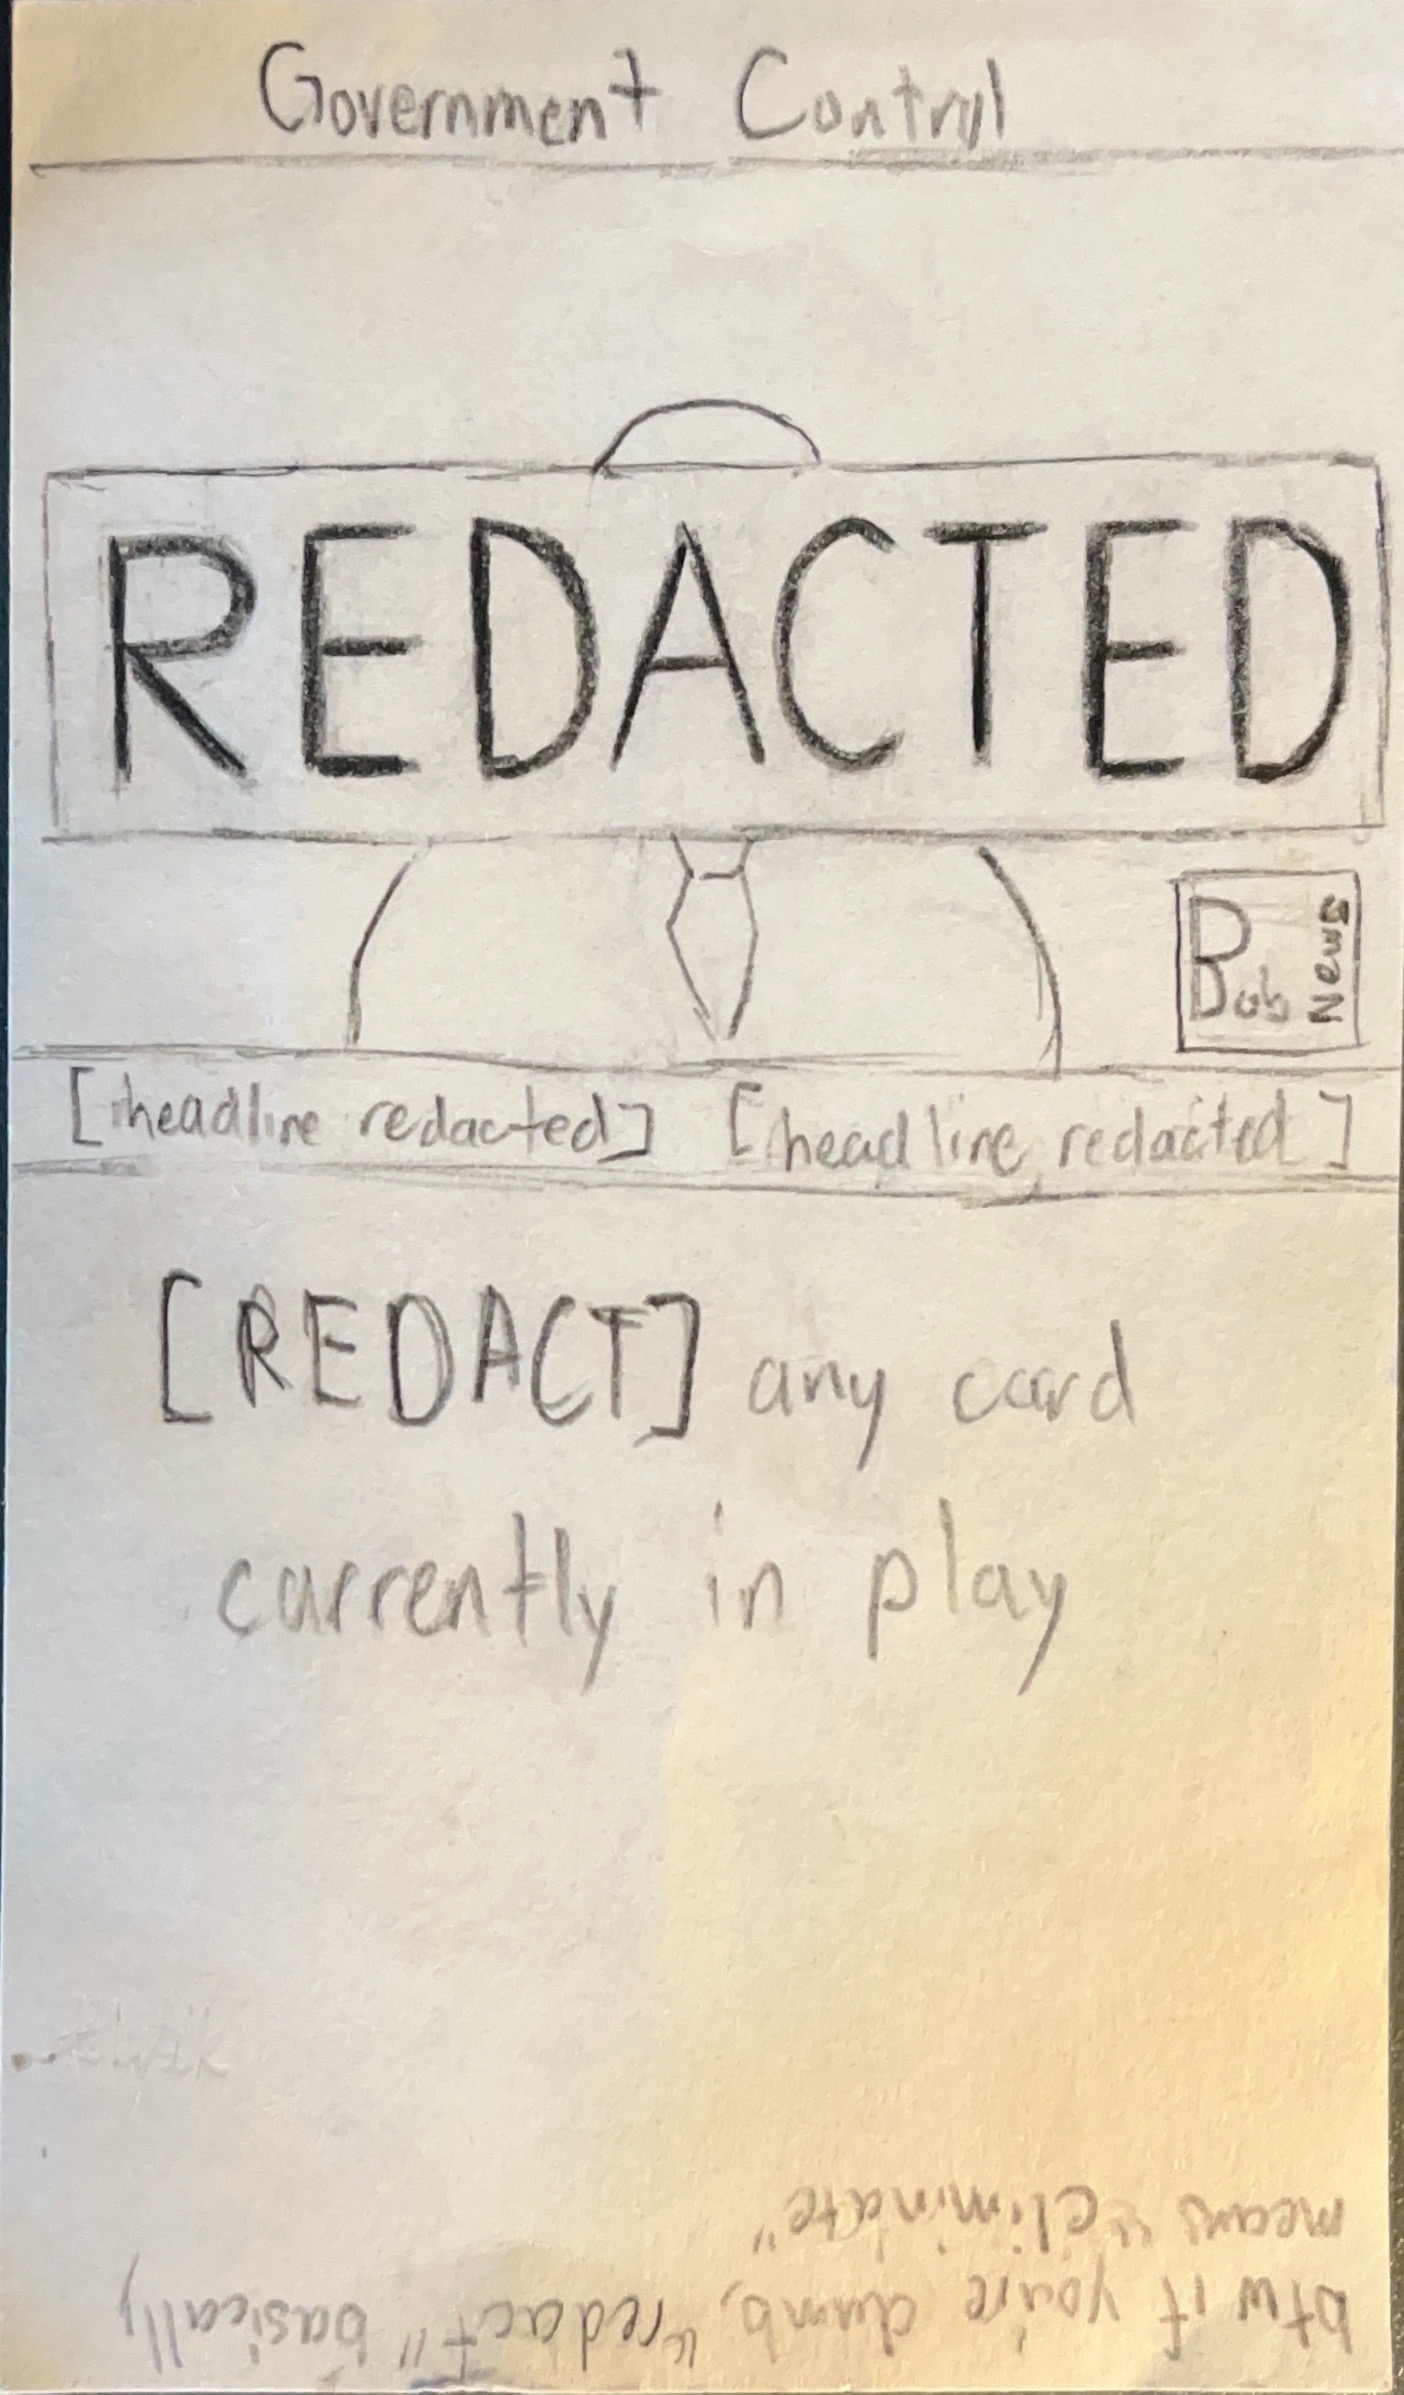 Government Control
REDACTED
Bob
News
[headline redacted] [headline redacted]
[REDACT] any card
currently in play
btw if you're dumb, "redact" basically
means "eliminate"